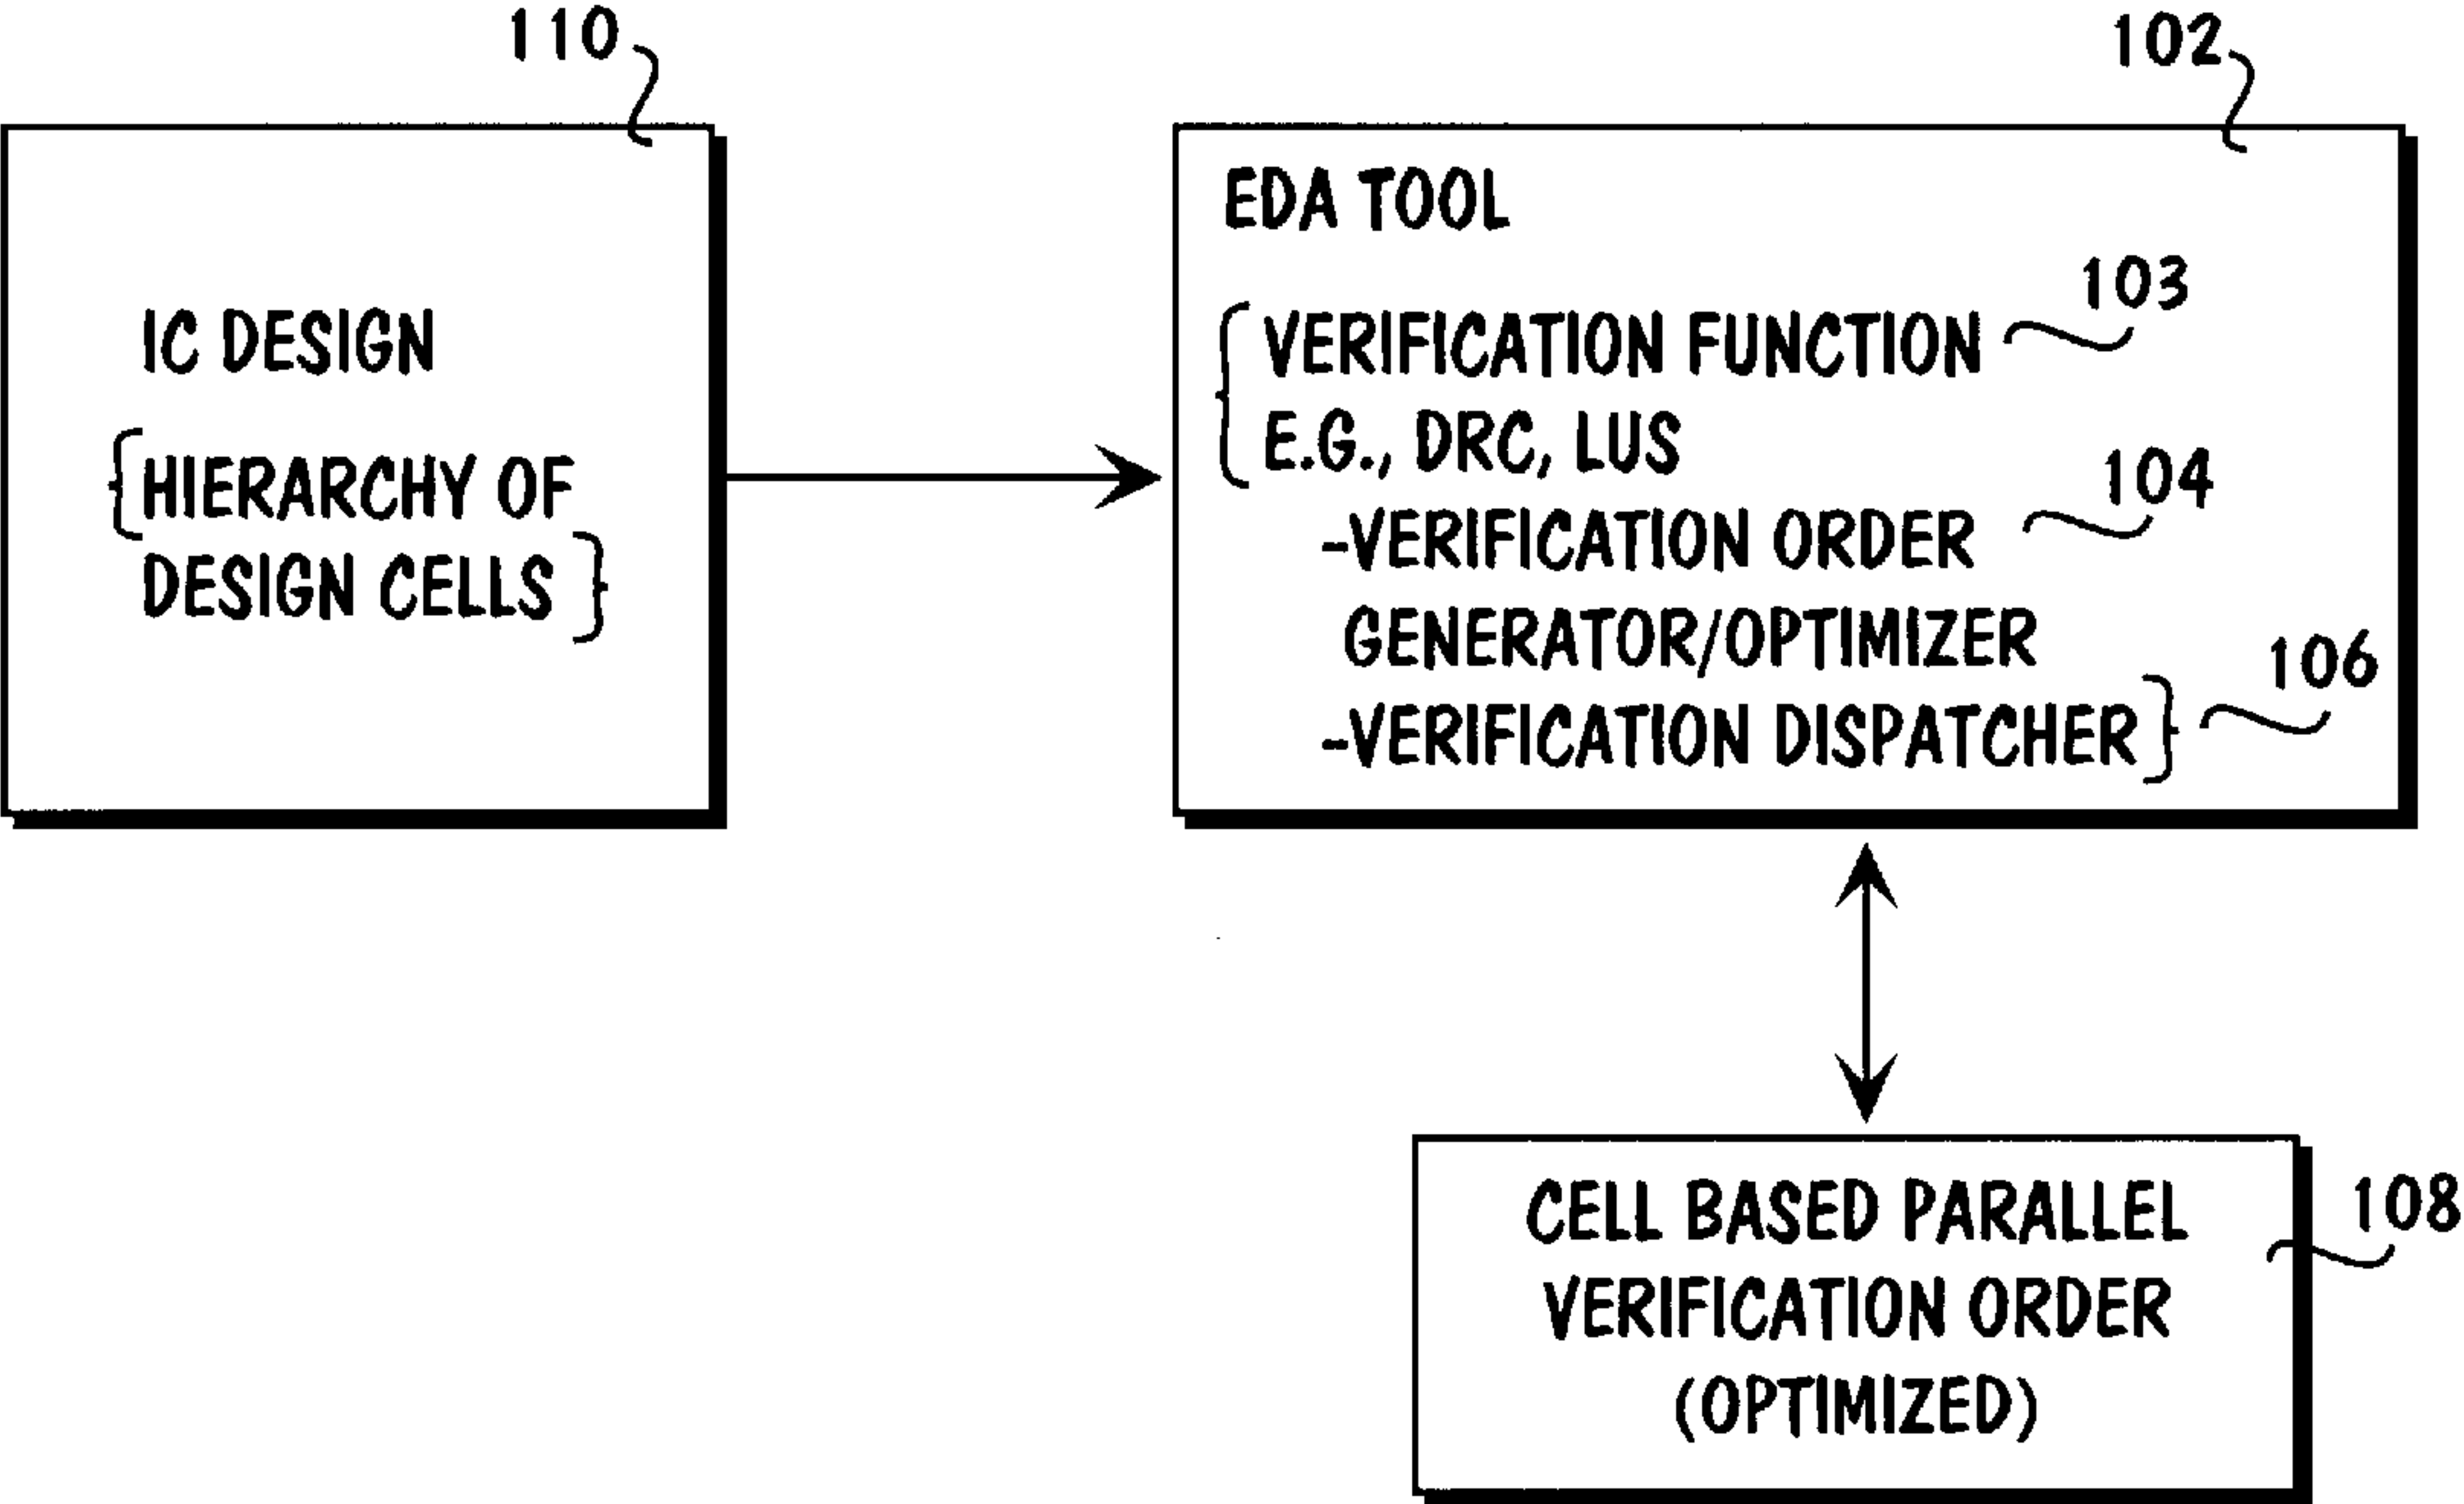 110
IC DESIGN
{HIERARCHY OF
DESIGN CELLS}
102
EDA TOOL
103
{VERIFICATION FUNCTION
E.G., DRC, LUS
104
-VERIFICATION ORDER
GENERATOR/OPTIMIZER
106
-VERIFICATION DISPATCHER}
108
CELL BASED PARALLEL
VERIFICATION ORDER
(OPTIMIZED)